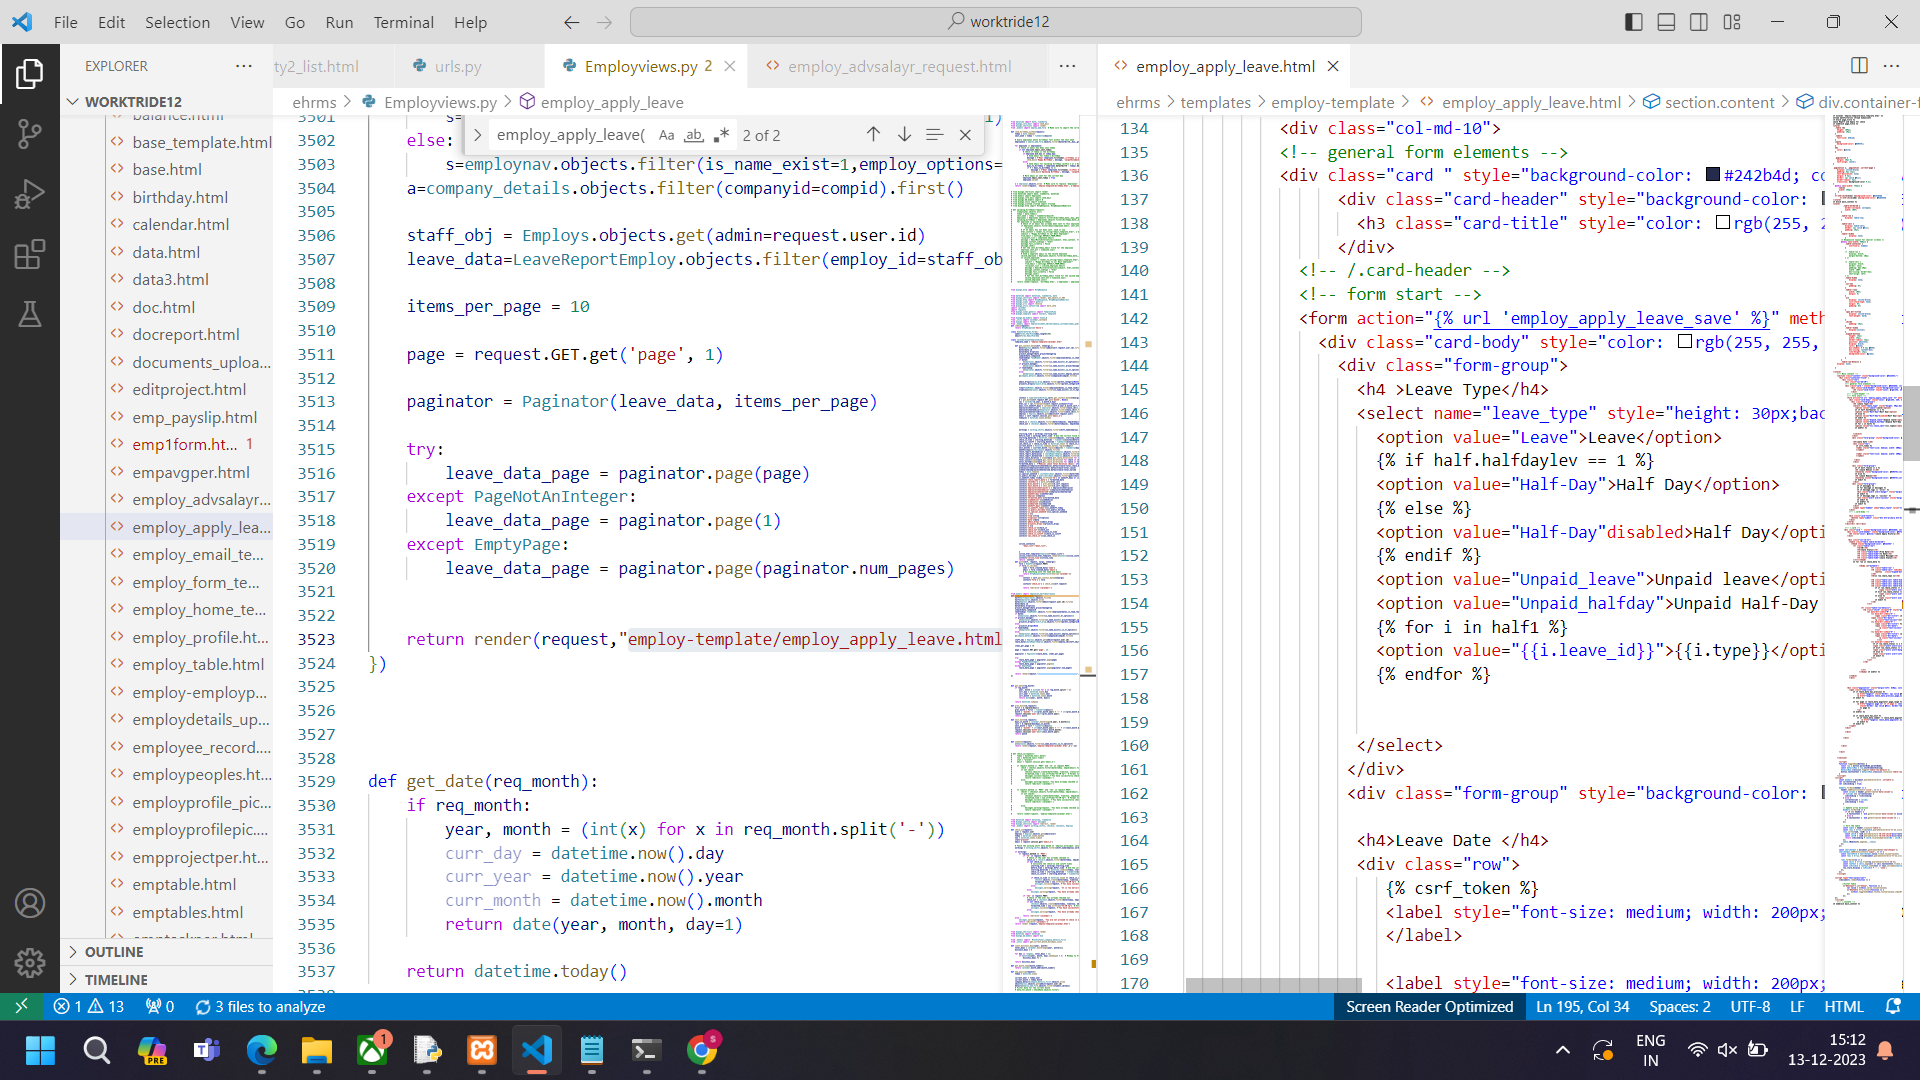 File Edit Selection View Go Run Terminal Help
worktride12
EXPLORER
WORKTRIDE12
balance.html
base_template.html
base.html
birthday.html
calendar.html
data.html
data3.html
doc.html
docreport.html
documents_uploa...
editproject.html
emp_payslip.html
emp1form.ht... 1
empavgper.html
employ_advsalayr...
employ_apply_lea...
employ_email_te...
employ_form_te...
employ_home_te...
employ_profile.ht...
employ_table.html
employ-employp...
employdetails_up...
employee_record....
employpeoples.ht...
employprofile_pic...
employprofilepic....
empprojectper.ht...
emptable.html
emptables.html
OUTLINE
TIMELINE
ty2_list.html urls.py Employviews.py 2 employ_advsalayr_request.html
ehrms > Employviews.py > employ_apply_leave
employ_apply_leave( Aa ab 2 of 2
3501 s=
3502 else:
3503 s=employnav.objects.filter(is_name_exist=1,employ_options=
3504 a=company_details.objects.filter(companyid=compid).first()
3505
3506 staff_obj = Employs.objects.get(admin=request.user.id)
3507 leave_data=LeaveReportEmploy.objects.filter(employ_id=staff_ob
3508
3509 items_per_page = 10
3510
3511 page = request.GET.get('page', 1)
3512
3513 paginator = Paginator(leave_data, items_per_page)
3514
3515 try:
3516 leave_data_page = paginator.page(page)
3517 except PageNotAnInteger:
3518 leave_data_page = paginator.page(1)
3519 except EmptyPage:
3520 leave_data_page = paginator.page(paginator.num_pages)
3521
3522
3523 return render(request,"employ-template/employ_apply_leave.html
3524 })
3525
3526
3527
3528
3529 def get_date(req_month):
3530 if req_month:
3531 year, month = (int(x) for x in req_month.split('-'))
3532 curr_day = datetime.now().day
3533 curr_year = datetime.now().year
3534 curr_month = datetime.now().month
3535 return date(year, month, day=1)
3536
3537 return datetime.today()
employ_apply_leave.html
ehrms > templates > employ-template > employ_apply_leave.html > section.content > div.container-f
134 <div class="col-md-10">
135 <!-- general form elements -->
136 <div class="card " style="background-color: #242b4d; co
137 <div class="card-header" style="background-color:
138 <h3 class="card-title" style="color: rgb(255, 2
139 </div>
140 <!-- /.card-header -->
141 <!-- form start -->
142 <form action="{% url 'employ_apply_leave_save' %}" meth
143 <div class="card-body" style="color: rgb(255, 255,
144 <div class="form-group">
145 <h4 >Leave Type</h4>
146 <select name="leave_type" style="height: 30px;bac
147 <option value="Leave">Leave</option>
148 {% if half.halfdaylev == 1 %}
149 <option value="Half-Day">Half Day</option>
150 {% else %}
151 <option value="Half-Day"disabled>Half Day</opti
152 {% endif %}
153 <option value="Unpaid_leave">Unpaid leave</opti
154 <option value="Unpaid_halfday">Unpaid Half-Day
155 {% for i in half1 %}
156 <option value="{{i.leave_id}}">{{i.type}}</opti
157 {% endfor %}
158
159
160 </select>
161 </div>
162 <div class="form-group" style="background-color:
163
164 <h4>Leave Date </h4>
165 <div class="row">
166 {% csrf_token %}
167 <label style="font-size: medium; width: 200px;
168 </label>
169
170 <label style="font-size: medium; width: 200px;
1 13 0 3 files to analyze
Screen Reader Optimized Ln 195, Col 34 Spaces: 2 UTF-8 LF HTML
PRE
1
S
ENG
IN
15:12
13-12-2023